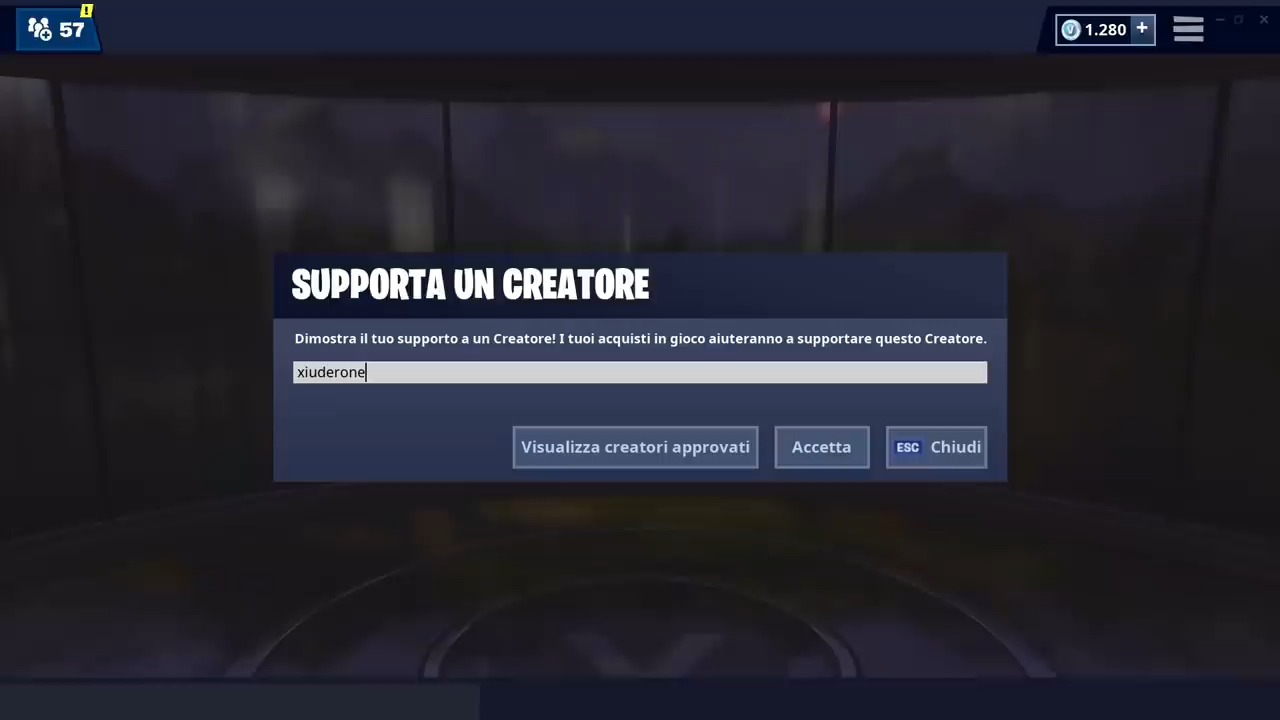 57
!
1.280 +
SUPPORTA UN CREATORE
Dimostra il tuo supporto a un Creatore! I tuoi acquisti in gioco aiuteranno a supportare questo Creatore.
xiuderone
Visualizza creatori approvati
Accetta
ESC Chiudi